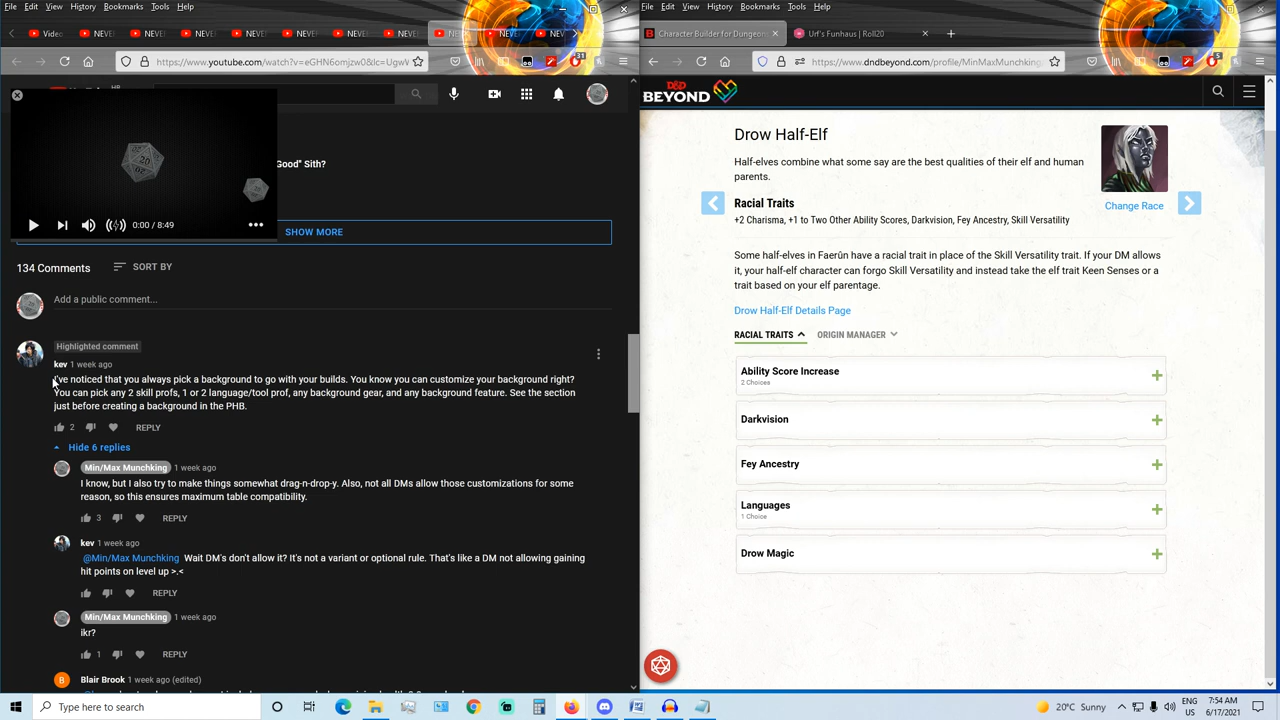 File Edit View History Bookmarks Tools Help
Video NEVE NEVE NEVE NEVE NEVE NEVE NEVE NE NEVE NEV
https://www.youtube.com/watch?v=eGHN6omjzw0&lc=UgwV
31
HR
Good" Sith?
0:00 / 8:49
SHOW MORE
134 Comments SORT BY
Add a public comment...
Highlighted comment
kev 1 week ago
I've noticed that you always pick a background to go with your builds. You know you can customize your background right?
You can pick any 2 skill profs, 1 or 2 language/tool prof, any background gear, and any background feature. See the section
just before creating a background in the PHB.
2 REPLY
Hide 6 replies
Min/Max Munchking 1 week ago
I know, but I also try to make things somewhat drag-n-drop-y. Also, not all DMs allow those customizations for some
reason, so this ensures maximum table compatibility.
3 REPLY
kev 1 week ago
@Min/Max Munchking Wait DM's don't allow it? It's not a variant or optional rule. That's like a DM not allowing gaining
hit points on level up >.<
REPLY
Min/Max Munchking 1 week ago
ikr?
1 REPLY
B Blair Brook 1 week ago (edited)
File Edit View History Bookmarks Tools Help
Character Builder for Dungeons Urf's Funhaus | Roll20
https://www.dndbeyond.com/profile/MinMaxMunchking
5
D&D
BEYOND
Drow Half-Elf
Half-elves combine what some say are the best qualities of their elf and human
parents.
Racial Traits
+2 Charisma, +1 to Two Other Ability Scores, Darkvision, Fey Ancestry, Skill Versatility
Change Race
Some half-elves in Faerûn have a racial trait in place of the Skill Versatility trait. If your DM allows
it, your half-elf character can forgo Skill Versatility and instead take the elf trait Keen Senses or a
trait based on your elf parentage.
Drow Half-Elf Details Page
RACIAL TRAITS ORIGIN MANAGER
Ability Score Increase
2 Choices
Darkvision
Fey Ancestry
Languages
1 Choice
Drow Magic
Type here to search
20°C Sunny
ENG
US
7:54 AM
6/17/2021